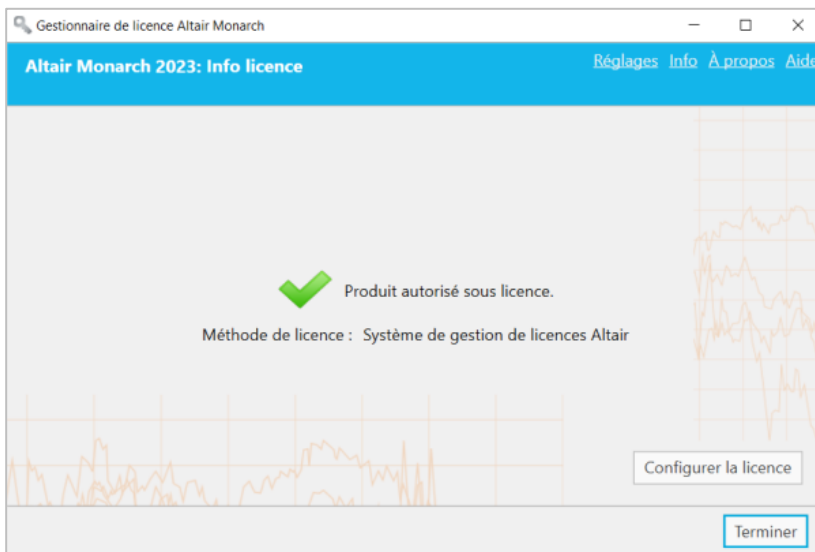 Gestionnaire de licence Altair Monarch
Altair Monarch 2023: Info licence
Réglages Info À propos Aide
Produit autorisé sous licence.
Méthode de licence : Système de gestion de licences Altair
Configurer la licence
Terminer